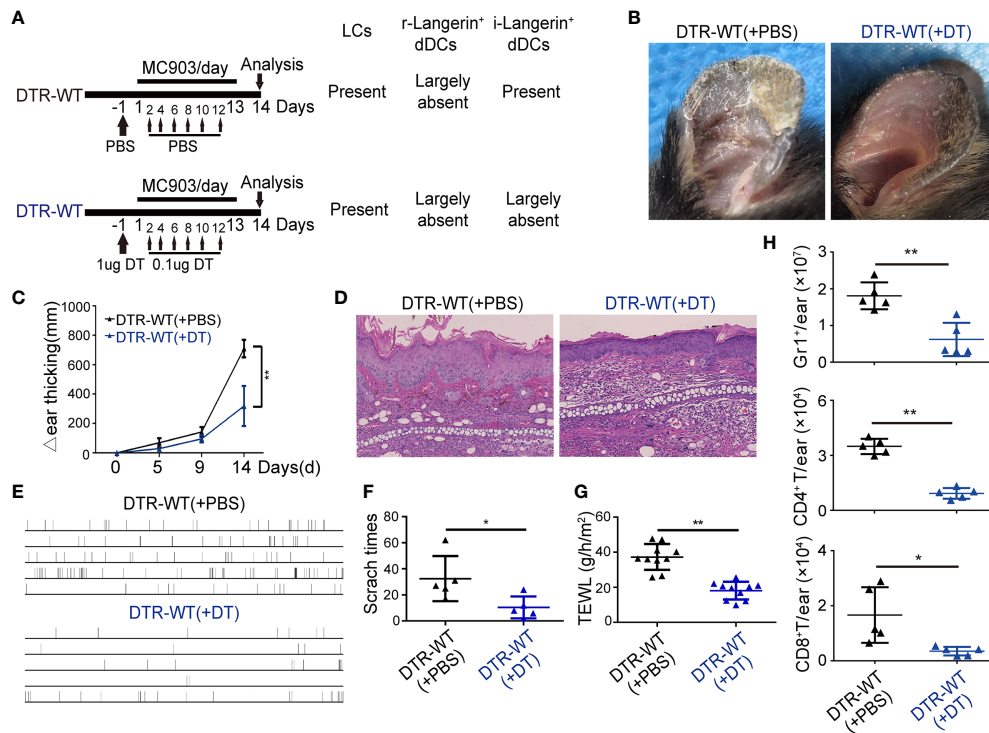 A
LCs
r-Langerin⁺
dDCs
i-Langerin⁺
dDCs
DTR-WT
MC903/day
Analysis
-1 1 2 4 6 8 10 12 13 14 Days
PBS
PBS
Present
Largely
absent
Present
DTR-WT
MC903/day
Analysis
-1 1 2 4 6 8 10 12 13 14 Days
1ug DT
0.1ug DT
Present
Largely
absent
Largely
absent
B
DTR-WT(+PBS)
DTR-WT(+DT)
C
△ear thicking(mm)
1000
800
600
400
200
0
DTR-WT(+PBS)
DTR-WT(+DT)
**
0 5 9 14 Days(d)
D
DTR-WT(+PBS)
DTR-WT(+DT)
E
DTR-WT(+PBS)
DTR-WT(+DT)
F
Scrach times
80
60
40
20
0
*
DTR-WT
(+PBS)
DTR-WT
(+DT)
G
TEWL (g/h/m²)
60
40
20
0
**
DTR-WT
(+PBS)
DTR-WT
(+DT)
H
Gr1⁺/ear (×10⁷)
3
2
1
0
**
CD4⁺ T/ear (×10⁴)
6
3
0
**
CD8⁺T/ear (×10⁴)
4
2
0
*
DTR-WT
(+PBS)
DTR-WT
(+DT)